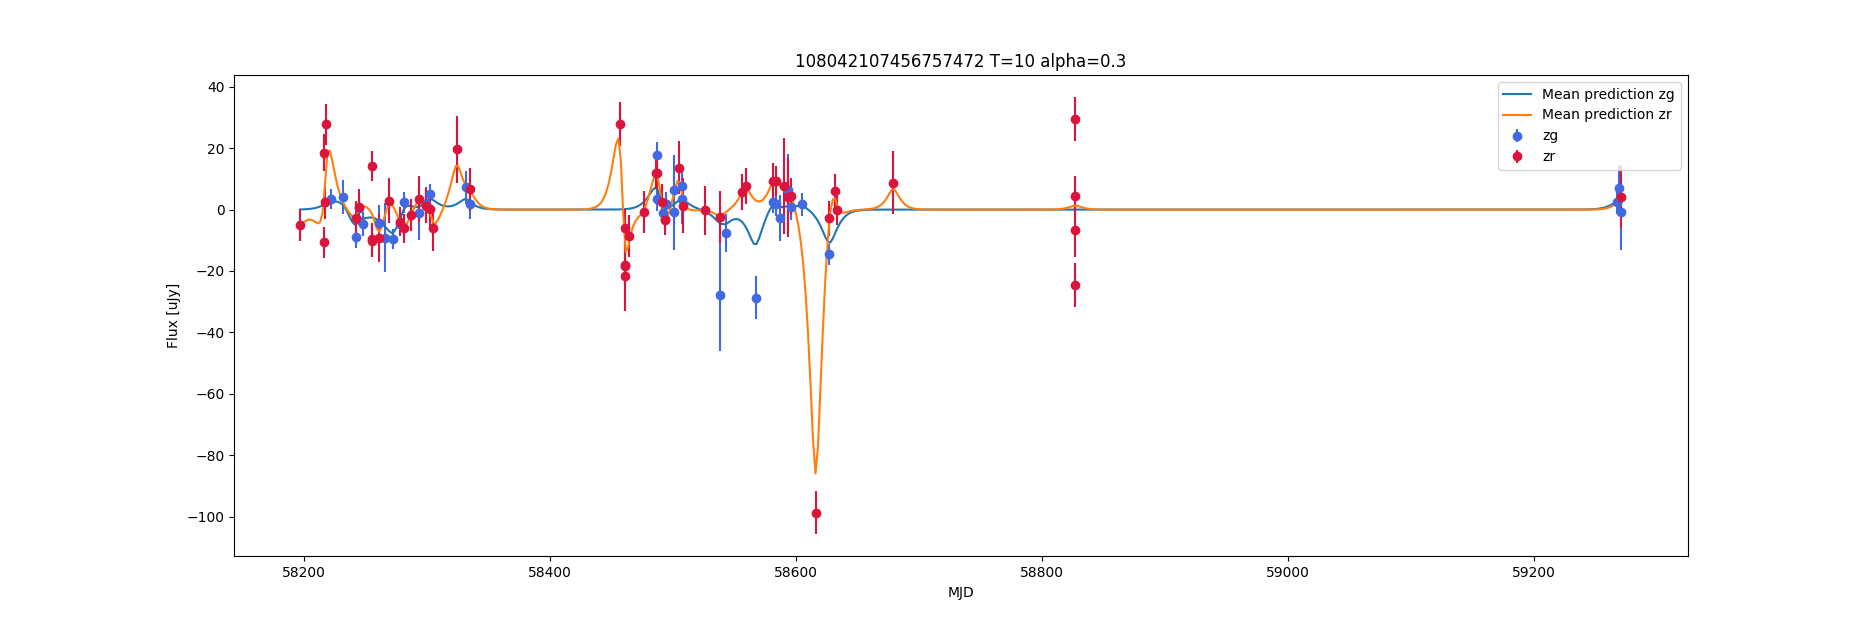 108042107456757472 T=10 alpha=0.3
Flux [uJy]
40
20
0
−20
−40
−60
−80
−100
Mean prediction zg
Mean prediction zr
zg
zr
58200
58400
58600
58800
59000
59200
MJD